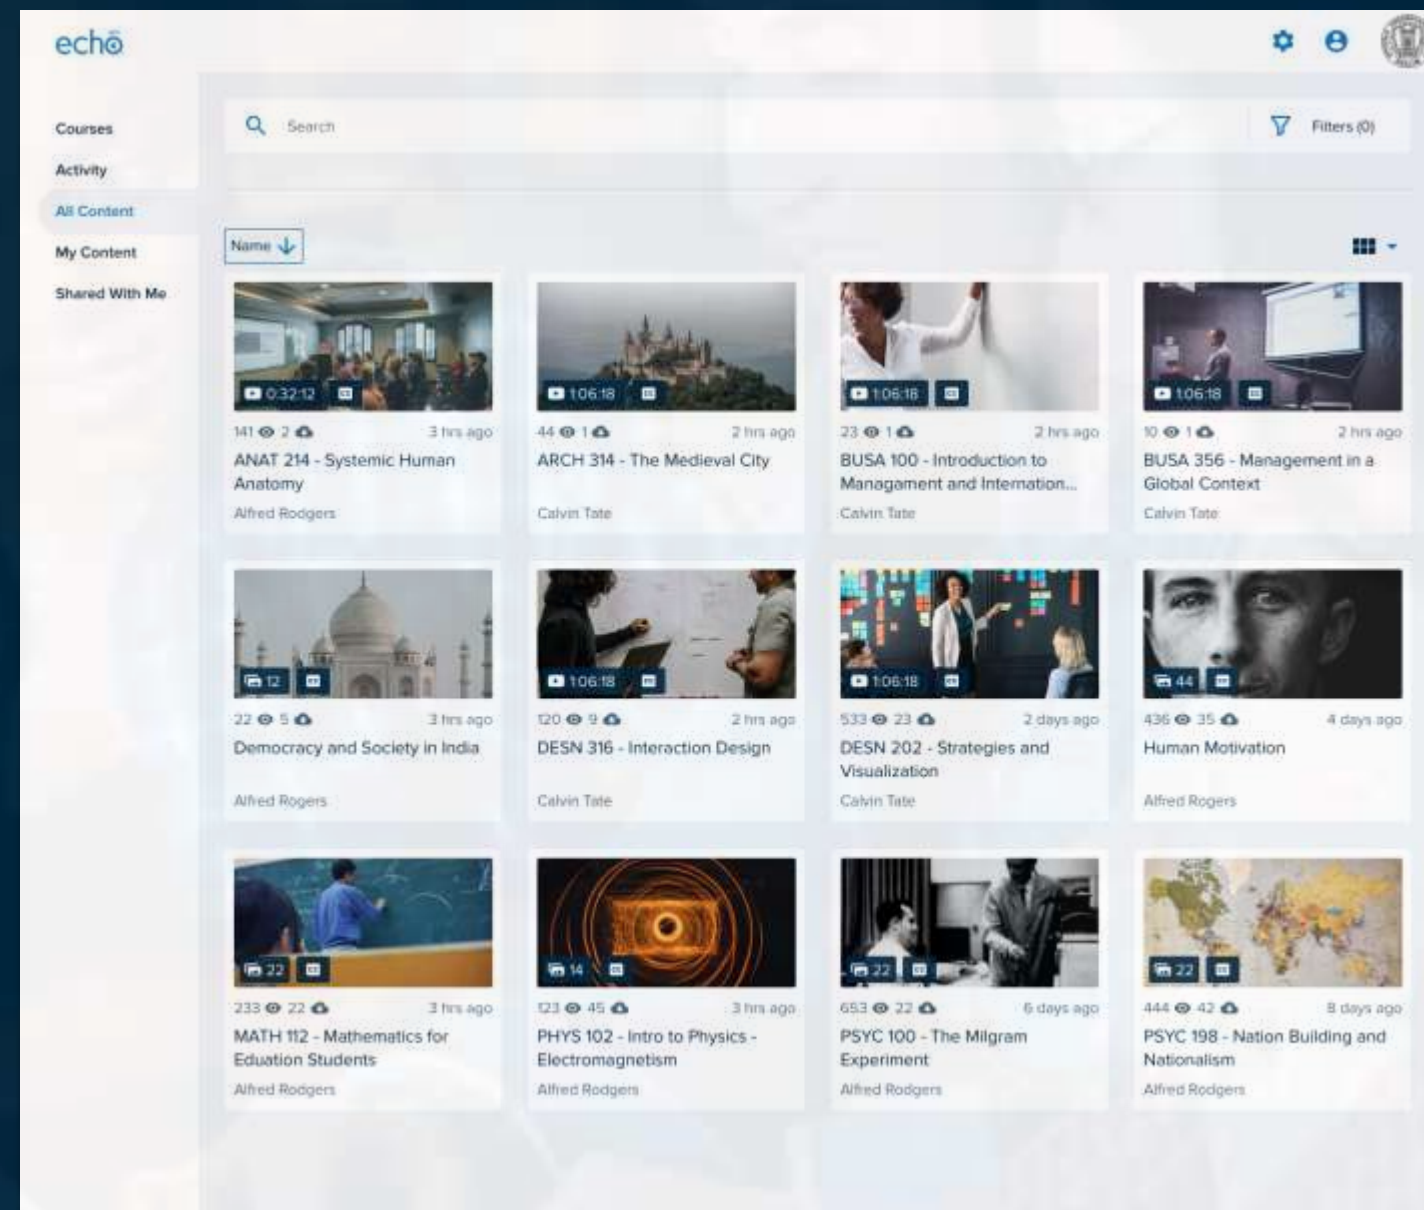 echo
Search
Filters (0)
Courses
Activity
All Content
My Content
Shared With Me
Name
0:32:12
1:06:18
1:06:18
1:06:18
141 2 3 hrs ago
44 1 2 hrs ago
23 1 2 hrs ago
10 1 2 hrs ago
ANAT 214 - Systemic Human
Anatomy
ARCH 314 - The Medieval City
BUSA 100 - Introduction to
Managament and Internation...
BUSA 356 - Management in a
Global Context
Alfred Rodgers
Calvin Tate
Calvin Tate
Calvin Tate
12
1:06:18
1:06:18
44
22 5 3 hrs ago
120 9 2 hrs ago
533 23 2 days ago
436 35 4 days ago
Democracy and Society in India
DESN 316 - Interaction Design
DESN 202 - Strategies and
Visualization
Human Motivation
Alfred Rogers
Calvin Tate
Calvin Tate
Alfred Rogers
22
14
22
22
233 22 3 hrs ago
123 45 3 hrs ago
653 22 6 days ago
444 42 8 days ago
MATH 112 - Mathematics for
Eduation Students
PHYS 102 - Intro to Physics -
Electromagnetism
PSYC 100 - The Milgram
Experiment
PSYC 198 - Nation Building and
Nationalism
Alfred Rodgers
Alfred Rodgers
Alfred Rodgers
Alfred Rodgers